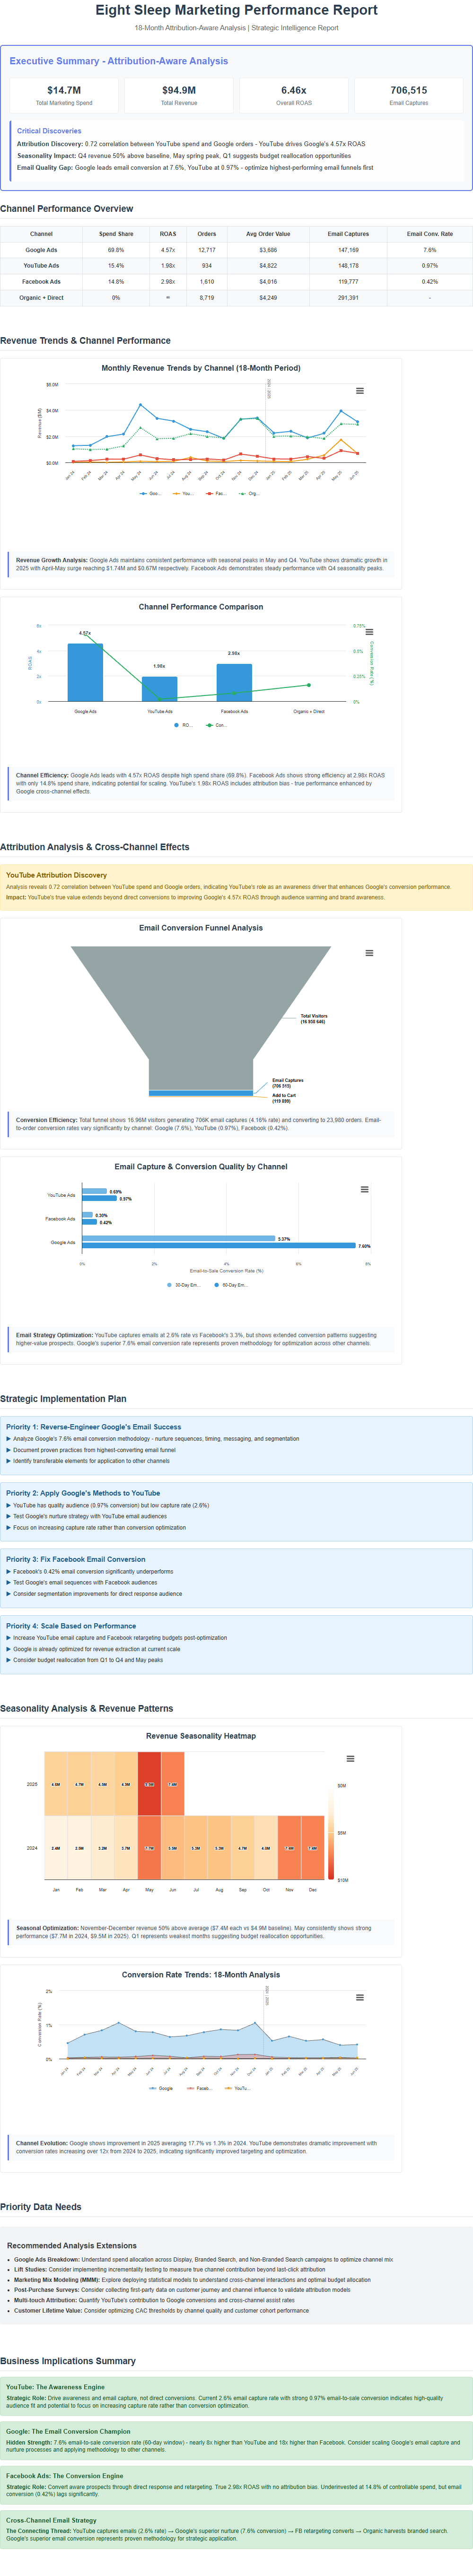 Eight Sleep Marketing Performance Report
18-Month Attribution-Aware Analysis | Strategic Intelligence Report
Executive Summary - Attribution-Aware Analysis
$14.7M
Total Marketing Spend
$94.9M
Total Revenue
6.46x
Overall ROAS
706,515
Email Captures
Critical Discoveries
Attribution Discovery: 0.72 correlation between YouTube spend and Google orders - YouTube drives Google's 4.57x ROAS
Seasonality Impact: Q4 revenue 50% above baseline, May spring peak, Q1 suggests budget reallocation opportunities
Email Quality Gap: Google leads email conversion at 7.6%, YouTube at 0.97% - optimize highest-performing email funnels first
Channel Performance Overview
Channel Spend Share ROAS Orders Avg Order Value Email Captures Email Conv. Rate
Google Ads 69.8% 4.57x 12,717 $3,686 147,169 7.6%
YouTube Ads 15.4% 1.98x 934 $4,822 148,178 0.97%
Facebook Ads 14.8% 2.98x 1,610 $4,016 119,777 0.42%
Organic + Direct 0% ∞ 8,719 $4,249 291,391 -
Revenue Trends & Channel Performance
Monthly Revenue Trends by Channel (18-Month Period)
Revenue ($M)
$6.0M
$4.0M
$2.0M
$0.0M
Jan 24 Feb 24 Mar 24 Apr 24 May 24 Jun 24 Jul 24 Aug 24 Sep 24 Oct 24 Nov 24 Dec 24 Jan 25 Feb 25 Mar 25 Apr 25 May 25 Jun 25
Goo... You... Fac... Org...
Revenue Growth Analysis: Google Ads maintains consistent performance with seasonal peaks in May and Q4. YouTube shows dramatic growth in
2025 with April-May surge reaching $1.74M and $0.67M respectively. Facebook Ads demonstrates steady performance with Q4 seasonality peaks.
Channel Performance Comparison
ROAS
6x
4x
2x
0x
4.57x
1.98x
2.98x
0.75%
0.5%
0.25%
0%
Conversion Rate (%)
Google Ads YouTube Ads Facebook Ads Organic + Direct
RO... Con...
Channel Efficiency: Google Ads leads with 4.57x ROAS despite high spend share (69.8%). Facebook Ads shows strong efficiency at 2.98x ROAS
with only 14.8% spend share, indicating potential for scaling. YouTube's 1.98x ROAS includes attribution bias - true performance enhanced by
Google cross-channel effects.
Attribution Analysis & Cross-Channel Effects
YouTube Attribution Discovery
Analysis reveals 0.72 correlation between YouTube spend and Google orders, indicating YouTube's role as an awareness driver that enhances Google's conversion performance.
Impact: YouTube's true value extends beyond direct conversions to improving Google's 4.57x ROAS through audience warming and brand awareness.
Email Conversion Funnel Analysis
Total Visitors
(16 958 646)
Email Captures
(706 515)
Add to Cart
(119 899)
Conversion Efficiency: Total funnel shows 16.96M visitors generating 706K email captures (4.16% rate) and converting to 23,980 orders. Email-
to-order conversion rates vary significantly by channel: Google (7.6%), YouTube (0.97%), Facebook (0.42%).
Email Capture & Conversion Quality by Channel
YouTube Ads
0.69%
0.97%
Facebook Ads
0.30%
0.42%
Google Ads
5.37%
7.60%
0% 2% 4% 6% 8%
Email-to-Sale Conversion Rate (%)
30-Day Em... 60-Day Em...
Email Strategy Optimization: YouTube captures emails at 2.6% rate vs Facebook's 3.3%, but shows extended conversion patterns suggesting
higher-value prospects. Google's superior 7.6% email conversion rate represents proven methodology for optimization across other channels.
Strategic Implementation Plan
Priority 1: Reverse-Engineer Google's Email Success
▶ Analyze Google's 7.6% email conversion methodology - nurture sequences, timing, messaging, and segmentation
▶ Document proven practices from highest-converting email funnel
▶ Identify transferable elements for application to other channels
Priority 2: Apply Google's Methods to YouTube
▶ YouTube has quality audience (0.97% conversion) but low capture rate (2.6%)
▶ Test Google's nurture strategy with YouTube email audiences
▶ Focus on increasing capture rate rather than conversion optimization
Priority 3: Fix Facebook Email Conversion
▶ Facebook's 0.42% email conversion significantly underperforms
▶ Test Google's email sequences with Facebook audiences
▶ Consider segmentation improvements for direct response audience
Priority 4: Scale Based on Performance
▶ Increase YouTube email capture and Facebook retargeting budgets post-optimization
▶ Google is already optimized for revenue extraction at current scale
▶ Consider budget reallocation from Q1 to Q4 and May peaks
Seasonality Analysis & Revenue Patterns
Revenue Seasonality Heatmap
2025
2024
Jan Feb Mar Apr May Jun Jul Aug Sep Oct Nov Dec
$0M
$5M
$10M
Seasonal Optimization: November-December revenue 50% above average ($7.4M each vs $4.9M baseline). May consistently shows strong
performance ($7.7M in 2024, $9.5M in 2025). Q1 represents weakest months suggesting budget reallocation opportunities.
Conversion Rate Trends: 18-Month Analysis
Conversion Rate (%)
2%
1%
0%
Jan 24 Feb 24 Mar 24 Apr 24 May 24 Jun 24 Jul 24 Aug 24 Sep 24 Oct 24 Nov 24 Dec 24 Jan 25 Feb 25 Mar 25 Apr 25 May 25 Jun 25
Google Faceb... YouTu...
Channel Evolution: Google shows improvement in 2025 averaging 17.7% vs 1.3% in 2024. YouTube demonstrates dramatic improvement with
conversion rates increasing over 12x from 2024 to 2025, indicating significantly improved targeting and optimization.
Priority Data Needs
Recommended Analysis Extensions
• Google Ads Breakdown: Understand spend allocation across Display, Branded Search, and Non-Branded Search campaigns to optimize channel mix
• Lift Studies: Consider implementing incrementality testing to measure true channel contribution beyond last-click attribution
• Marketing Mix Modeling (MMM): Explore deploying statistical models to understand cross-channel interactions and optimal budget allocation
• Post-Purchase Surveys: Consider collecting first-party data on customer journey and channel influence to validate attribution models
• Multi-touch Attribution: Quantify YouTube's contribution to Google conversions and cross-channel assist rates
• Customer Lifetime Value: Consider optimizing CAC thresholds by channel quality and customer cohort performance
Business Implications Summary
YouTube: The Awareness Engine
Strategic Role: Drive awareness and email capture, not direct conversions. Current 2.6% email capture rate with strong 0.97% email-to-sale conversion indicates high-quality
audience fit and potential to focus on increasing capture rate rather than conversion optimization.
Google: The Email Conversion Champion
Hidden Strength: 7.6% email-to-sale conversion rate (60-day window) - nearly 8x higher than YouTube and 18x higher than Facebook. Consider scaling Google's email capture and
nurture processes and applying methodology to other channels.
Facebook Ads: The Conversion Engine
Strategic Role: Convert aware prospects through direct response and retargeting. True 2.98x ROAS with no attribution bias. Underinvested at 14.8% of controllable spend, but email
conversion (0.42%) lags significantly.
Cross-Channel Email Strategy
The Connecting Thread: YouTube captures emails (2.6% rate) → Google's superior nurture (7.6% conversion) → FB retargeting converts → Organic harvests branded search.
Google's superior email conversion represents proven methodology for strategic application.